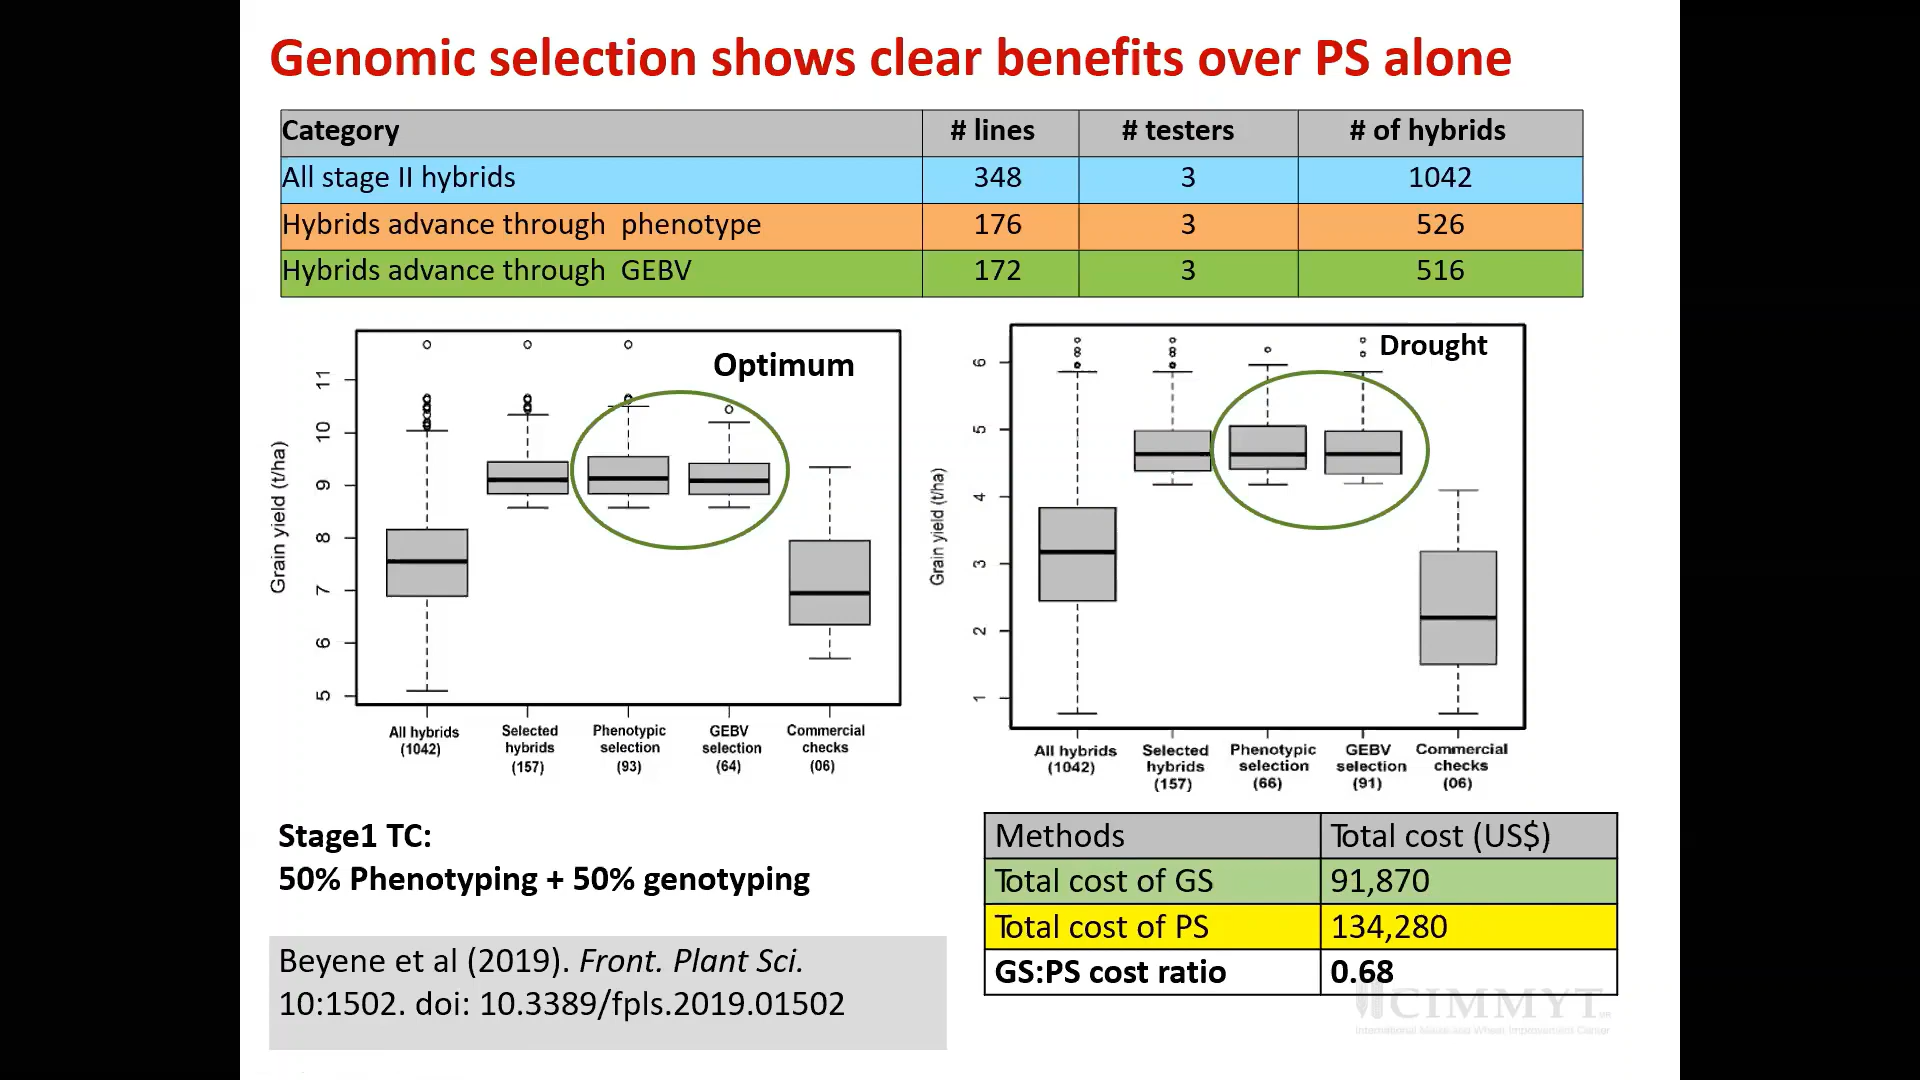 Genomic selection shows clear benefits over PS alone
Category # lines # testers # of hybrids
All stage II hybrids 348 3 1042
Hybrids advance through phenotype 176 3 526
Hybrids advance through GEBV 172 3 516
Optimum
Grain yield (t/ha)
11
10
9
8
7
6
5
All hybrids
(1042)
Selected
hybrids
(157)
Phenotypic
selection
(93)
GEBV
selection
(64)
Commercial
checks
(06)
Drought
Grain yield (t/ha)
6
5
4
3
2
1
All hybrids
(1042)
Selected
hybrids
(157)
Phenotypic
selection
(66)
GEBV
selection
(91)
Commercial
checks
(06)
Stage1 TC:
50% Phenotyping + 50% genotyping
Beyene et al (2019). Front. Plant Sci.
10:1502. doi: 10.3389/fpls.2019.01502
Methods Total cost (US$)
Total cost of GS 91,870
Total cost of PS 134,280
GS:PS cost ratio 0.68
CIMMYT
International Maize and Wheat Improvement Center